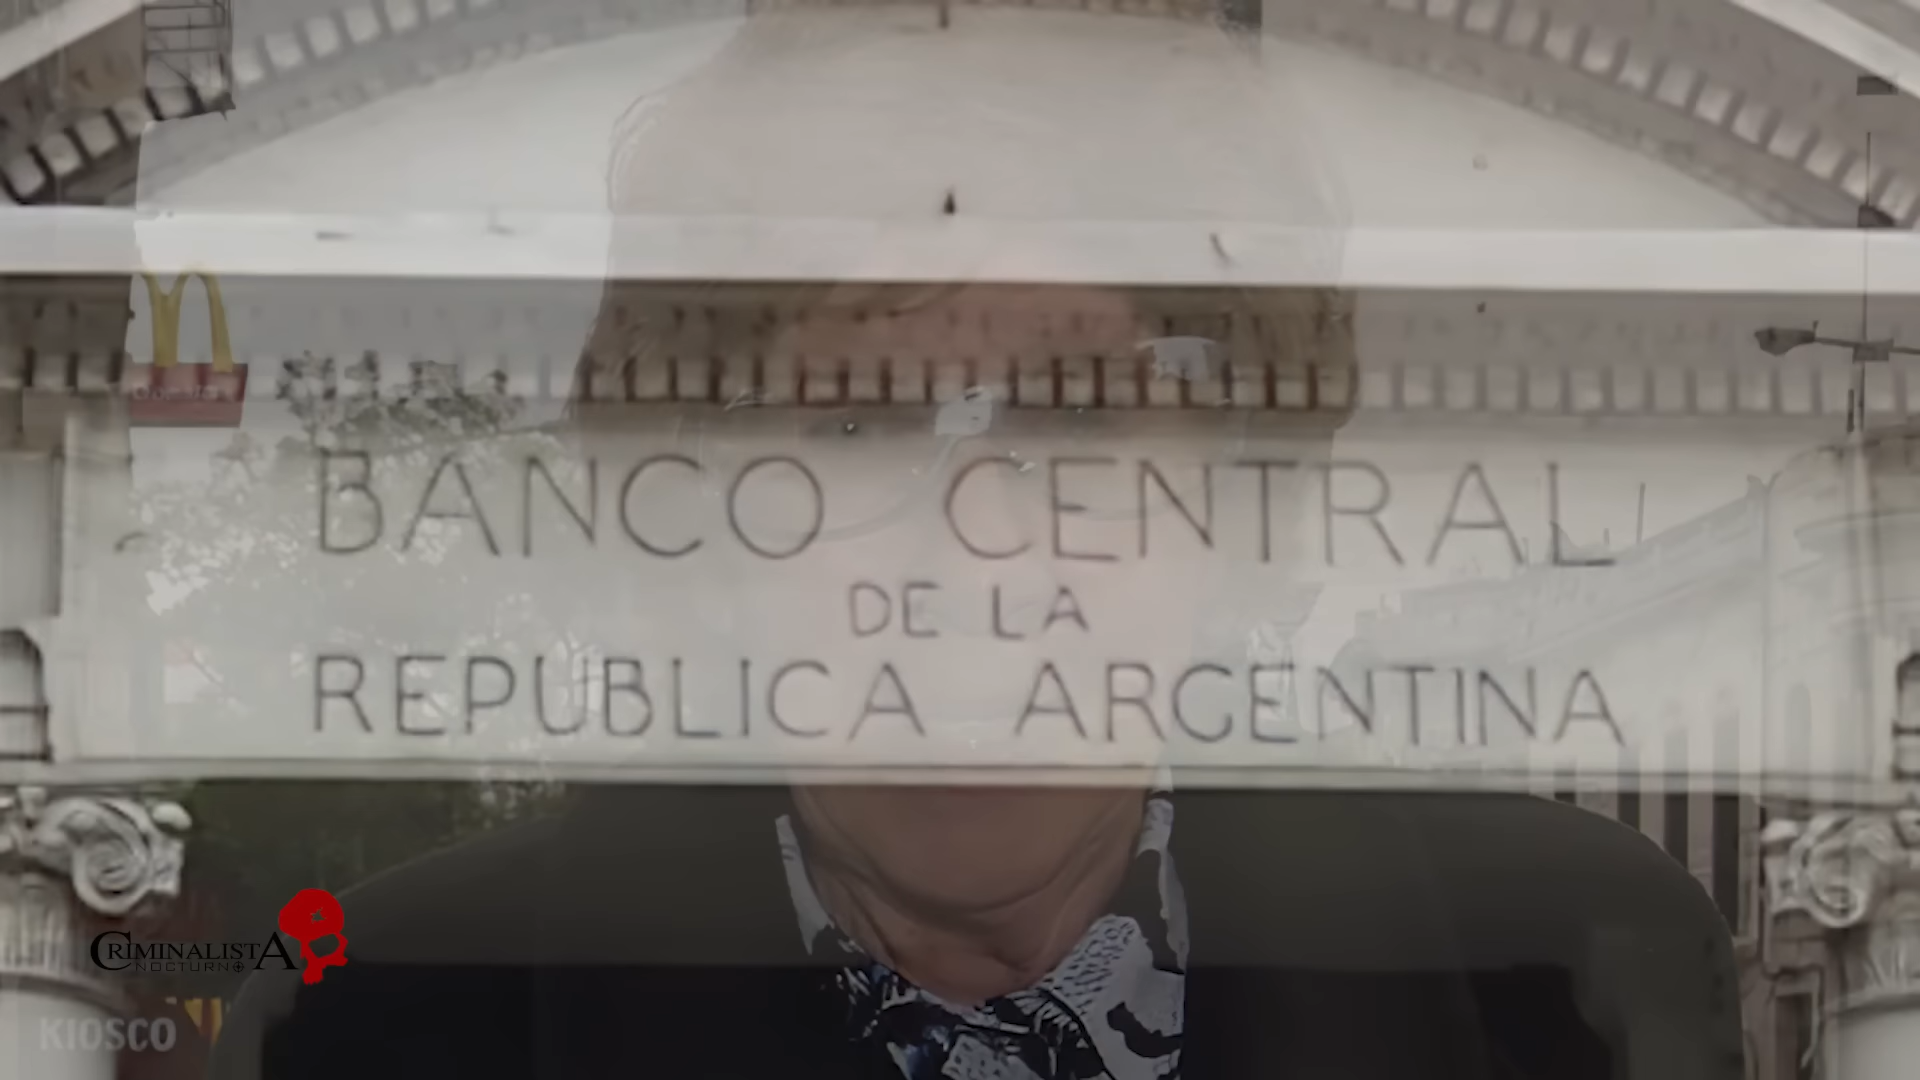 BANCO CENTRAL
DE LA
REPUBLICA ARGENTINA
CRIMINALISTA
NOCTURNO
KIOSCO